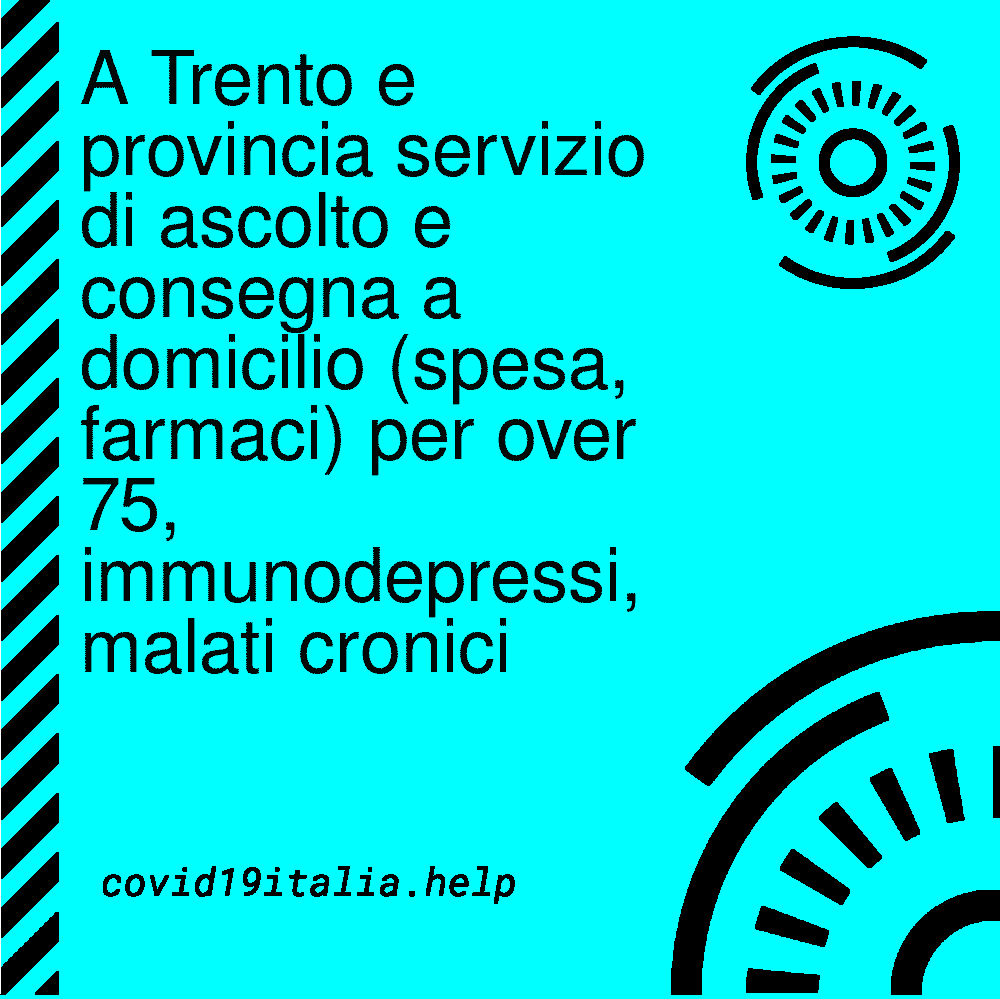 A Trento e
provincia servizio
di ascolto e
consegna a
domicilio (spesa,
farmaci) per over
75,
immunodepressi,
malati cronici
covid19italia.help